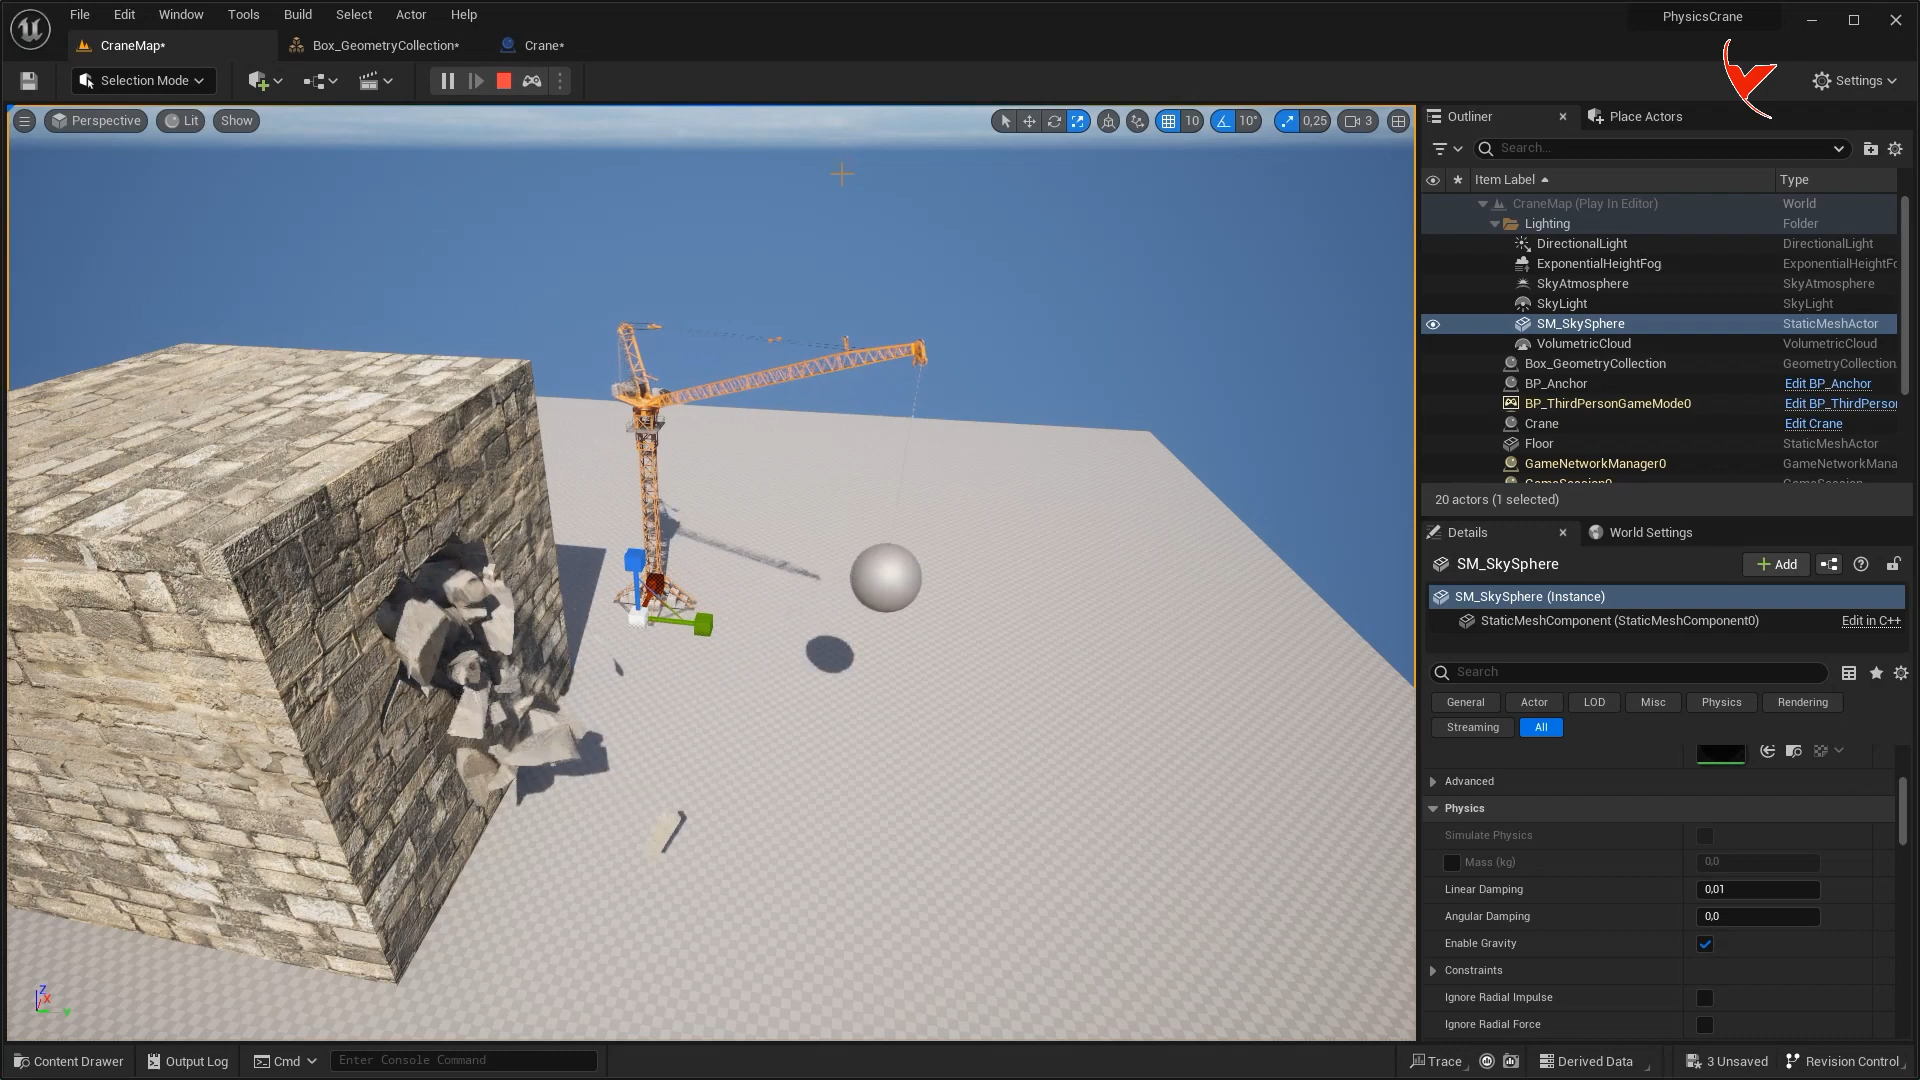 File Edit Window Tools Build Select Actor Help
PhysicsCrane
CraneMap*
Box_GeometryCollection*
Crane*
Selection Mode
Settings
Perspective
Lit
Show
10
10°
0,25
3
Outliner
Place Actors
Search...
Item Label
Type
CraneMap (Play In Editor) World
Lighting Folder
DirectionalLight DirectionalLight
ExponentialHeightFog ExponentialHeightFo
SkyAtmosphere SkyAtmosphere
SkyLight SkyLight
SM_SkySphere StaticMeshActor
VolumetricCloud VolumetricCloud
Box_GeometryCollection GeometryCollection
BP_Anchor Edit BP_Anchor
BP_ThirdPersonGameMode0 Edit BP_ThirdPerson
Crane Edit Crane
Floor StaticMeshActor
GameNetworkManager0 GameNetworkMana
GameSession0 GameSession
20 actors (1 selected)
Details
World Settings
SM_SkySphere
Add
SM_SkySphere (Instance)
StaticMeshComponent (StaticMeshComponent0) Edit in C++
Search
General Actor LOD Misc Physics Rendering
Streaming All
Advanced
Physics
Simulate Physics
Mass (kg) 0,0
Linear Damping 0,01
Angular Damping 0,0
Enable Gravity
Constraints
Ignore Radial Impulse
Ignore Radial Force
Z
X
Y
Content Drawer
Output Log
Cmd
Enter Console Command
Trace
Derived Data
3 Unsaved
Revision Control